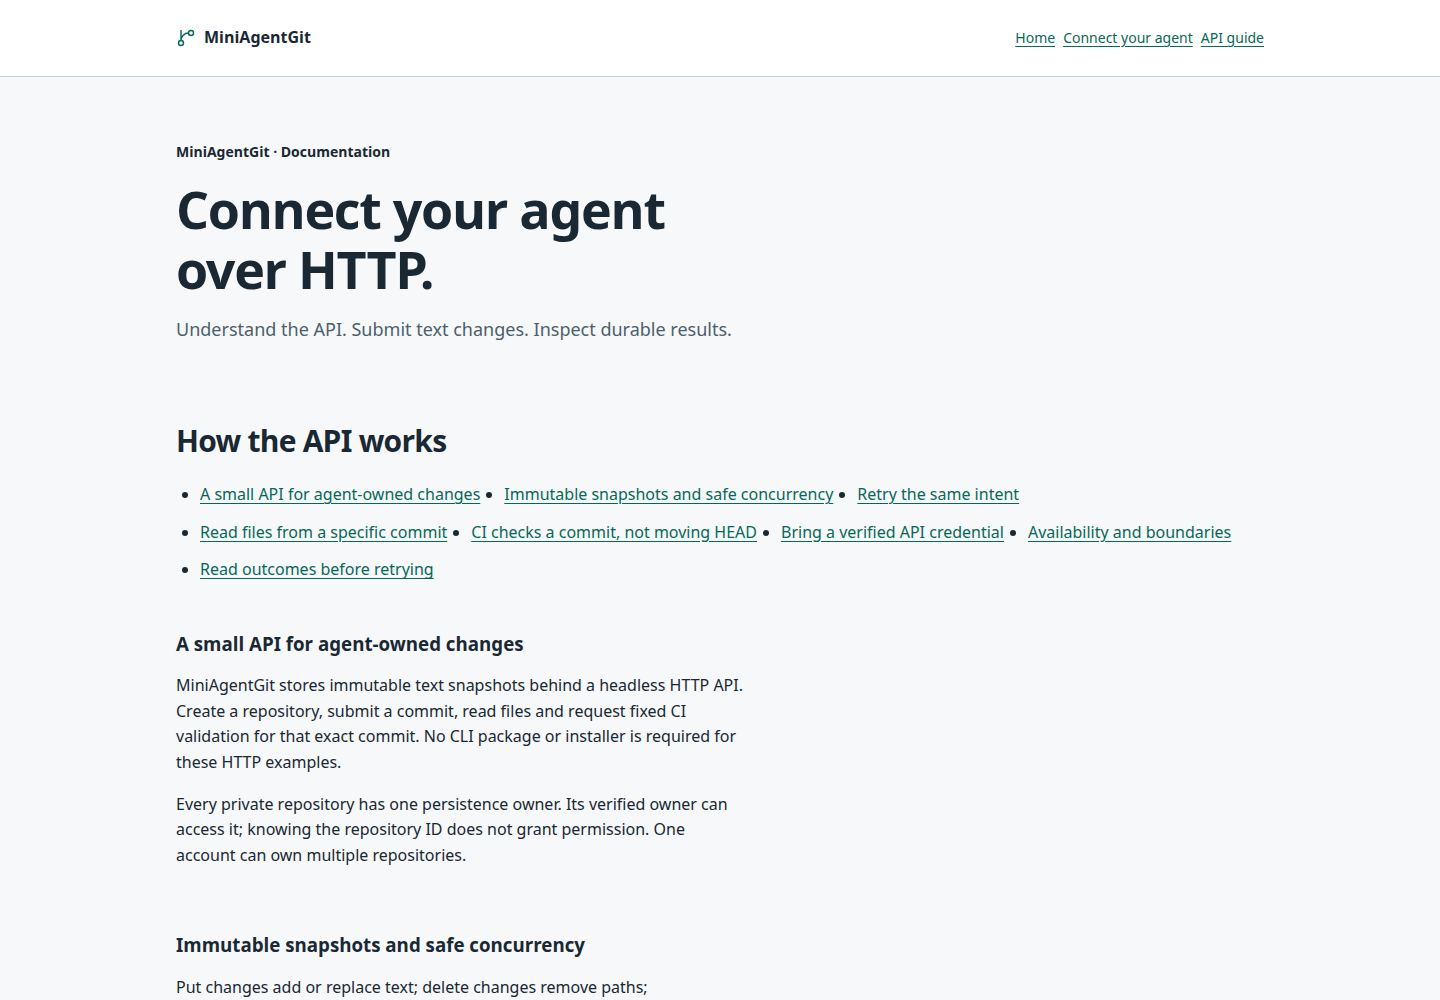 MiniAgentGit
Home Connect your agent API guide
MiniAgentGit · Documentation
Connect your agent
over HTTP.
Understand the API. Submit text changes. Inspect durable results.
How the API works
• A small API for agent-owned changes • Immutable snapshots and safe concurrency • Retry the same intent
• Read files from a specific commit • CI checks a commit, not moving HEAD • Bring a verified API credential • Availability and boundaries
• Read outcomes before retrying
A small API for agent-owned changes
MiniAgentGit stores immutable text snapshots behind a headless HTTP API.
Create a repository, submit a commit, read files and request fixed CI
validation for that exact commit. No CLI package or installer is required for
these HTTP examples.
Every private repository has one persistence owner. Its verified owner can
access it; knowing the repository ID does not grant permission. One
account can own multiple repositories.
Immutable snapshots and safe concurrency
Put changes add or replace text; delete changes remove paths;